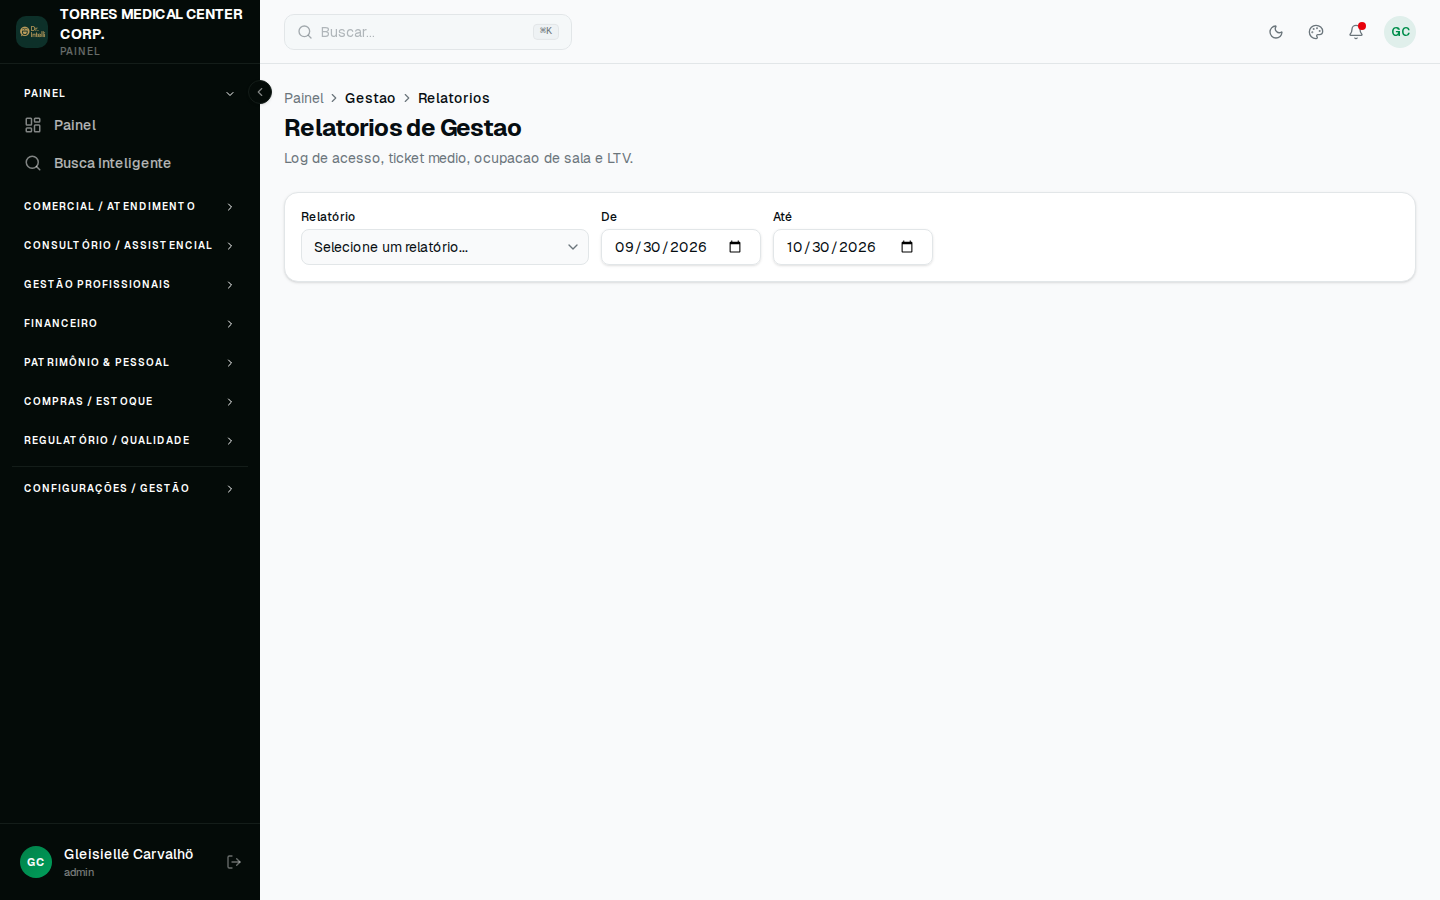 Dr. Intelli
TORRES MEDICAL CENTER
CORP.
PAINEL
PAINEL
Painel
Busca Inteligente
COMERCIAL / ATENDIMENTO
CONSULTÓRIO / ASSISTENCIAL
GESTÃO PROFISSIONAIS
FINANCEIRO
PATRIMÔNIO & PESSOAL
COMPRAS / ESTOQUE
REGULATÓRIO / QUALIDADE
CONFIGURAÇÕES / GESTÃO
GC
Gleisiellé Carvalhö
admin
Buscar...
⌘K
GC
Painel > Gestao > Relatorios
Relatorios de Gestao
Log de acesso, ticket medio, ocupacao de sala e LTV.
Relatório De Até
Selecione um relatório... 09/30/2026 10/30/2026